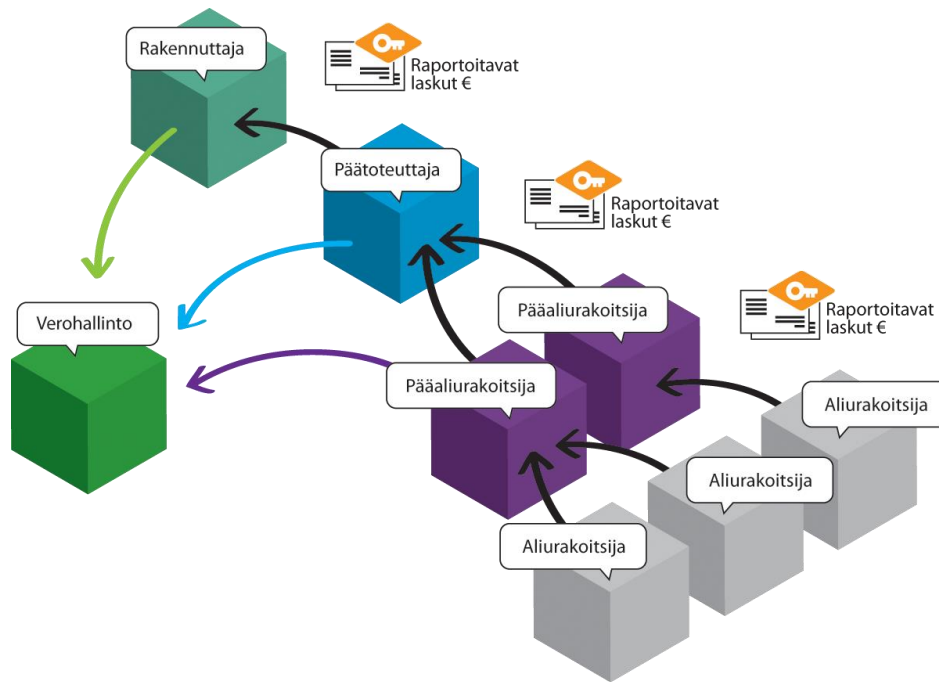 Rakennuttaja
Raportoitavat
laskut €
Päätoteuttaja
Raportoitavat
laskut €
Verohallinto
Pääaliurakoitsija
Raportoitavat
laskut €
Pääaliurakoitsija
Aliurakoitsija
Aliurakoitsija
Aliurakoitsija